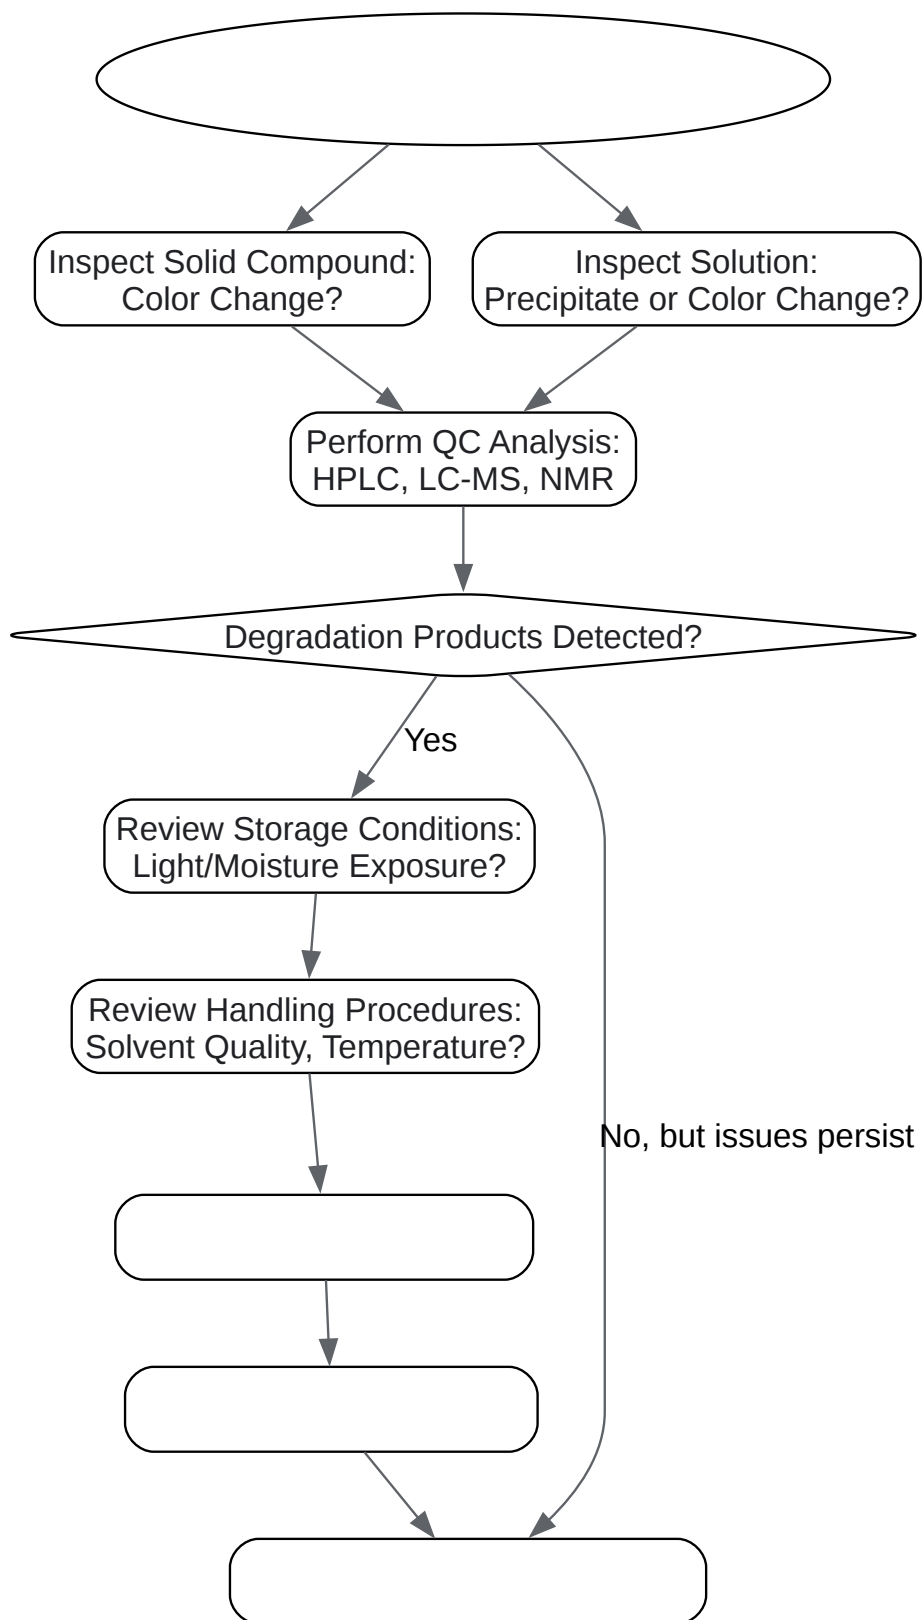 Inspect Solid Compound:
Color Change?
Inspect Solution:
Precipitate or Color Change?
Perform QC Analysis:
HPLC, LC-MS, NMR
Degradation Products Detected?
Yes
Review Storage Conditions:
Light/Moisture Exposure?
Review Handling Procedures:
Solvent Quality, Temperature?
No, but issues persist